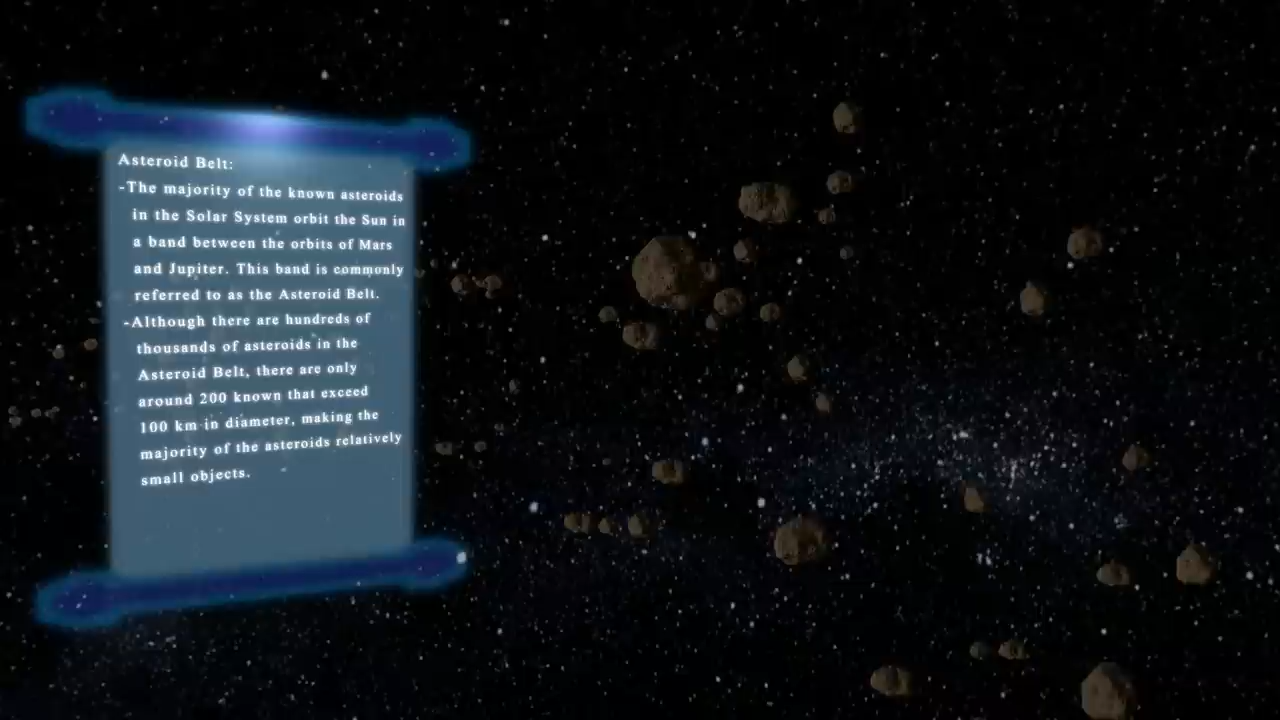 Asteroid Belt:
-The majority of the known asteroids
in the Solar System orbit the Sun in
a band between the orbits of Mars
and Jupiter. This band is commonly
referred to as the Asteroid Belt.
-Although there are hundreds of
thousands of asteroids in the
Asteroid Belt, there are only
around 200 known that exceed
100 km in diameter, making the
majority of the asteroids relatively
small objects.